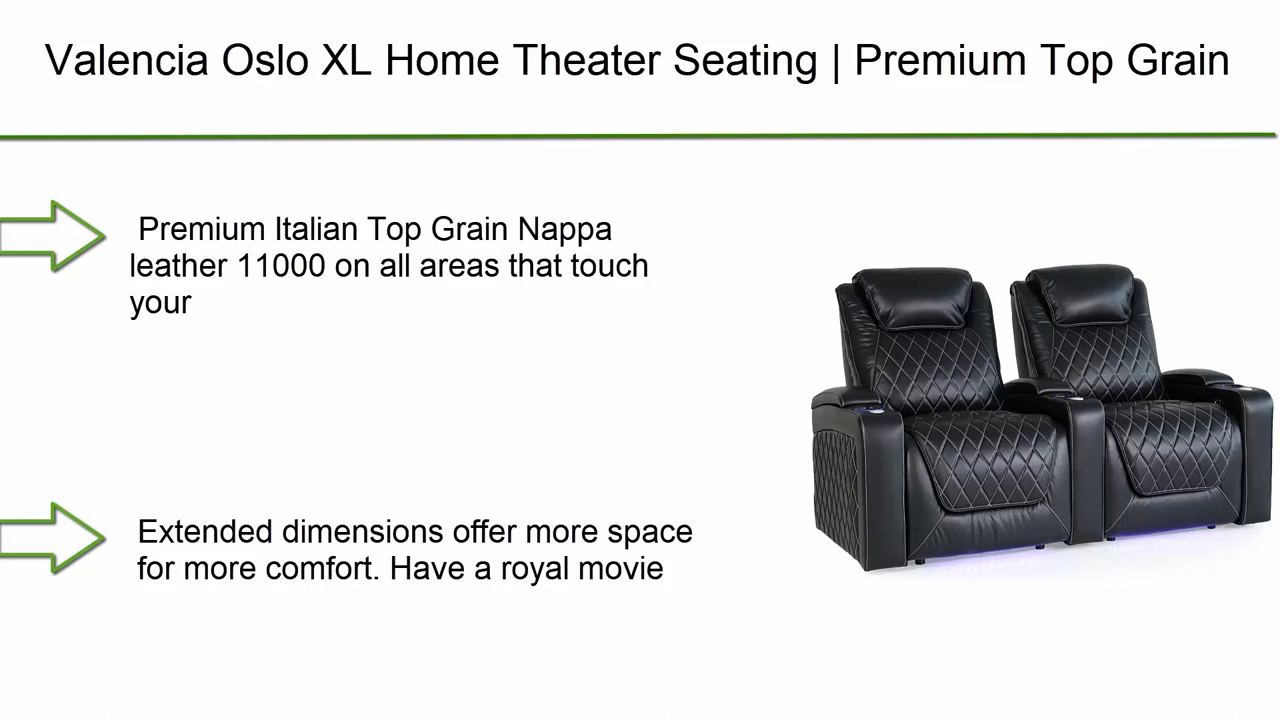 Valencia Oslo XL Home Theater Seating | Premium Top Grain
Premium Italian Top Grain Nappa
leather 11000 on all areas that touch
your
Extended dimensions offer more space
for more comfort. Have a royal movie